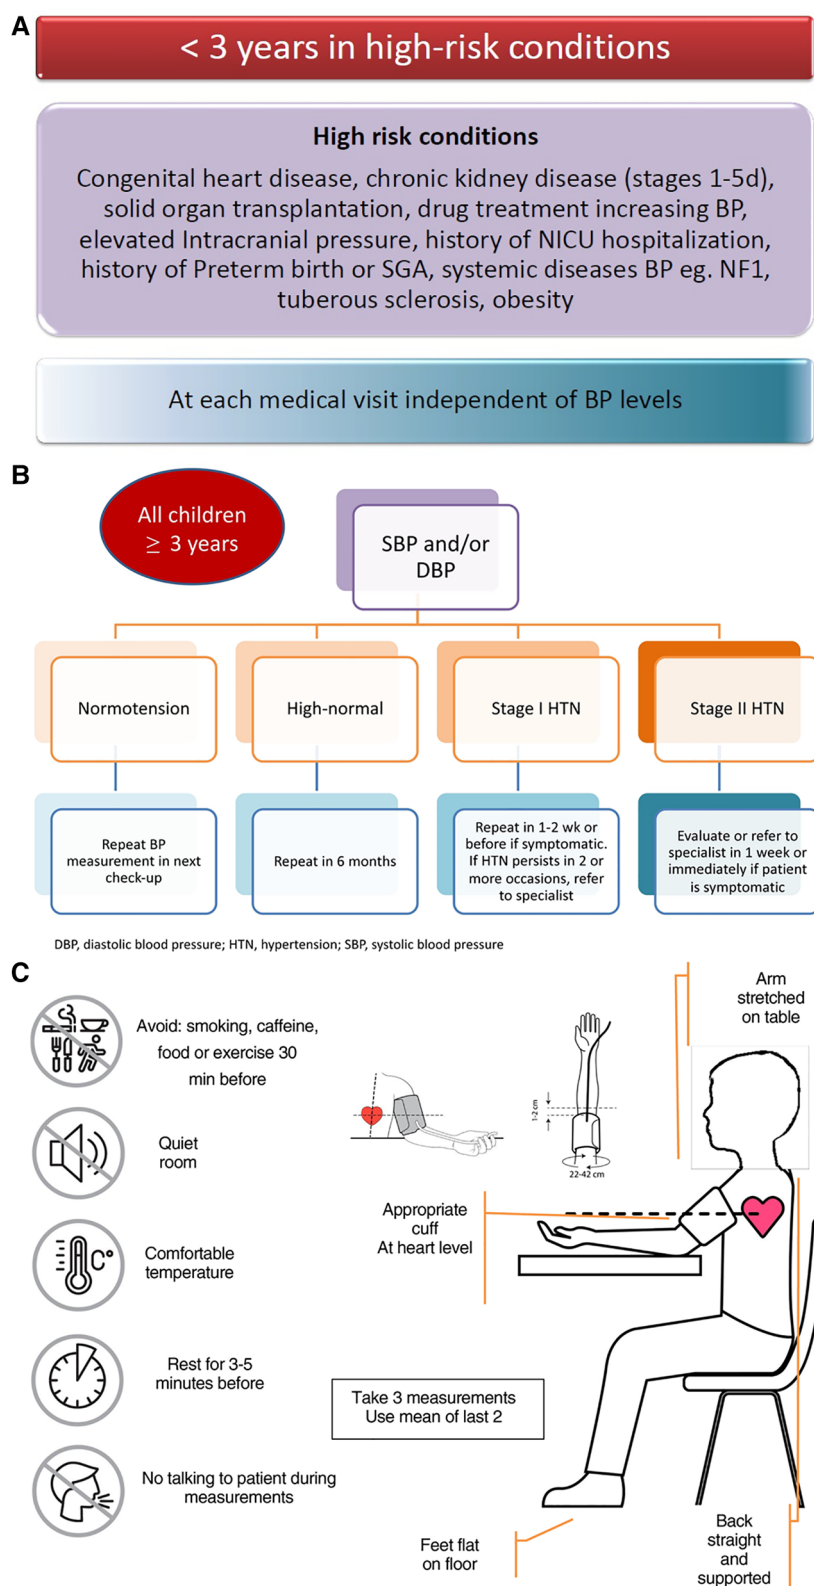 A
< 3 years in high-risk conditions
High risk conditions
Congenital heart disease, chronic kidney disease (stages 1-5d),
solid organ transplantation, drug treatment increasing BP,
elevated Intracranial pressure, history of NICU hospitalization,
history of Preterm birth or SGA, systemic diseases BP eg. NF1,
tuberous sclerosis, obesity
At each medical visit independent of BP levels
B
All children
≥ 3 years
SBP and/or
DBP
Normotension
High-normal
Stage I HTN
Stage II HTN
Repeat BP
measurement in next
check-up
Repeat in 6 months
Repeat in 1-2 wk or
before if symptomatic.
If HTN persists in 2 or
more occasions, refer
to specialist
Evaluate or refer to
specialist in 1 week or
immediately if patient
is symptomatic
DBP, diastolic blood pressure; HTN, hypertension; SBP, systolic blood pressure
C
Avoid: smoking, caffeine,
food or exercise 30
min before
Quiet
room
C°
Comfortable
temperature
Rest for 3-5
minutes before
No talking to patient during
measurements
1-2 cm
22-42 cm
Arm
stretched
on table
Appropriate
cuff
At heart level
Take 3 measurements
Use mean of last 2
Feet flat
on floor
Back
straight
and
supported